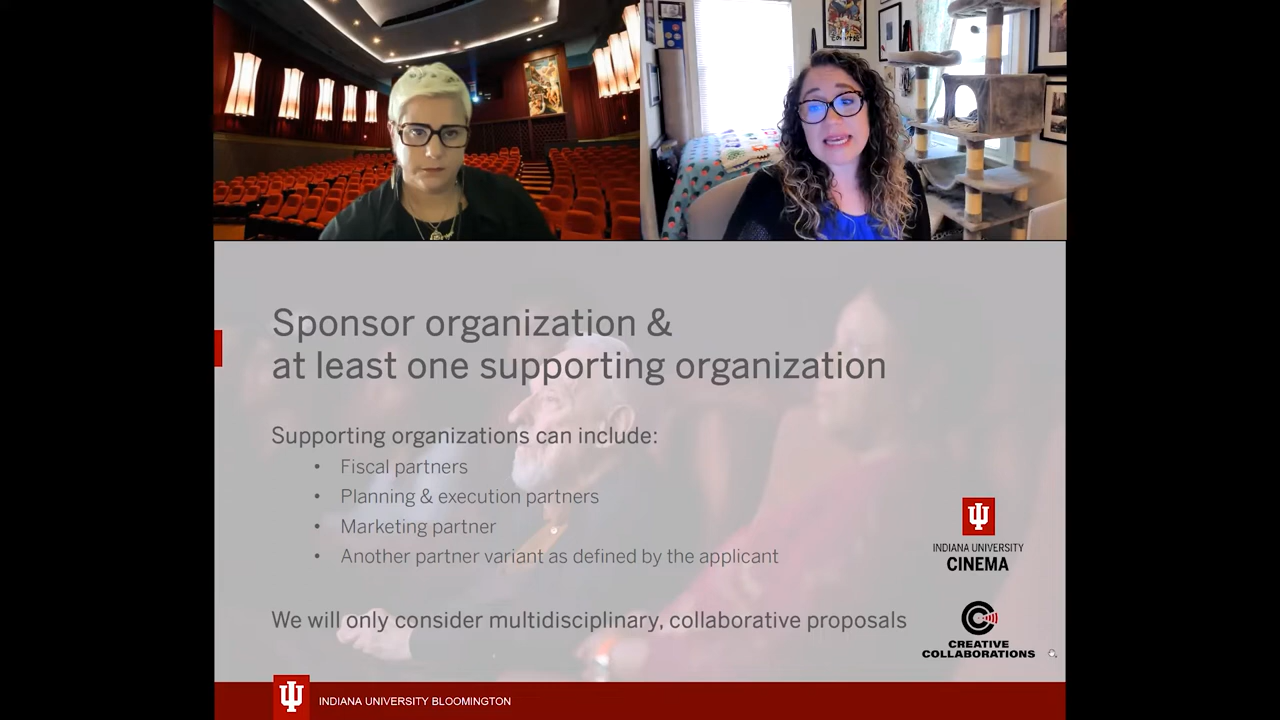 Sponsor organization &
at least one supporting organization
Supporting organizations can include:
• Fiscal partners
• Planning & execution partners
• Marketing partner
• Another partner variant as defined by the applicant
We will only consider multidisciplinary, collaborative proposals
INDIANA UNIVERSITY
CINEMA
CREATIVE
COLLABORATIONS
INDIANA UNIVERSITY BLOOMINGTON